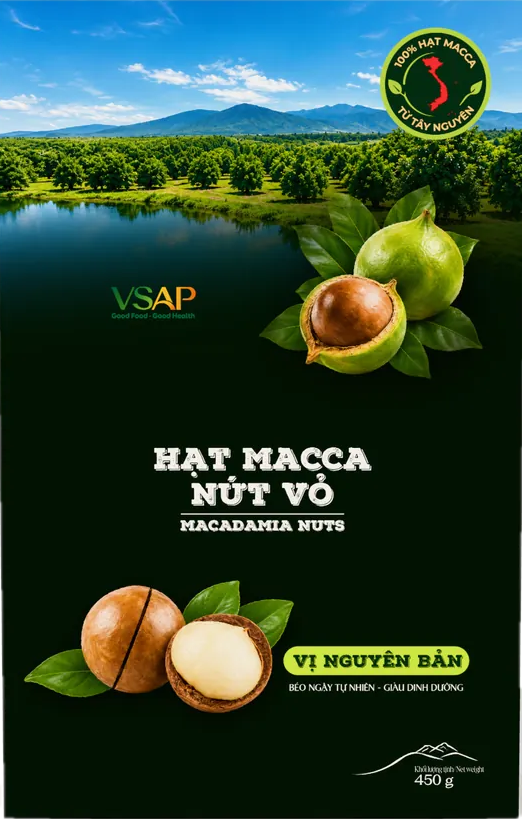 100% HẠT MACCA
TỪ TÂY NGUYÊN
VSAP
Good Food - Good Health
HẠT MACCA
NỨT VỎ
MACADAMIA NUTS
VỊ NGUYÊN BẢN
BÉO NGẬY TỰ NHIÊN - GIÀU DINH DƯỠNG
Khối lượng tịnh/ Net weight
450 g